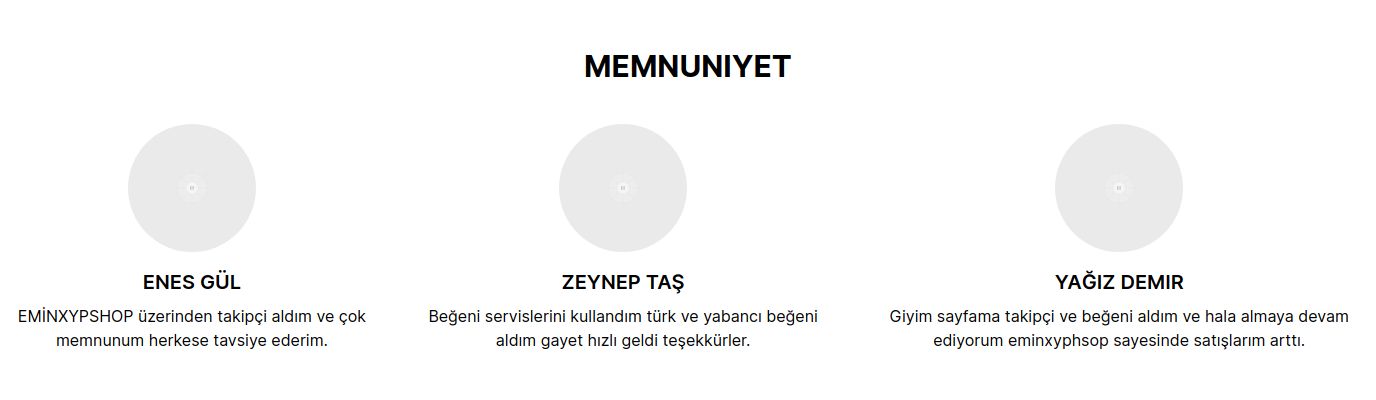 MEMNUNIYET
ENES GÜL
EMİNXYPSHOP üzerinden takipçi aldım ve çok
memnunum herkese tavsiye ederim.
ZEYNEP TAŞ
Beğeni servislerini kullandım türk ve yabancı beğeni
aldım gayet hızlı geldi teşekkürler.
YAĞIZ DEMIR
Giyim sayfama takipçi ve beğeni aldım ve hala almaya devam
ediyorum eminxyphsop sayesinde satışlarım arttı.